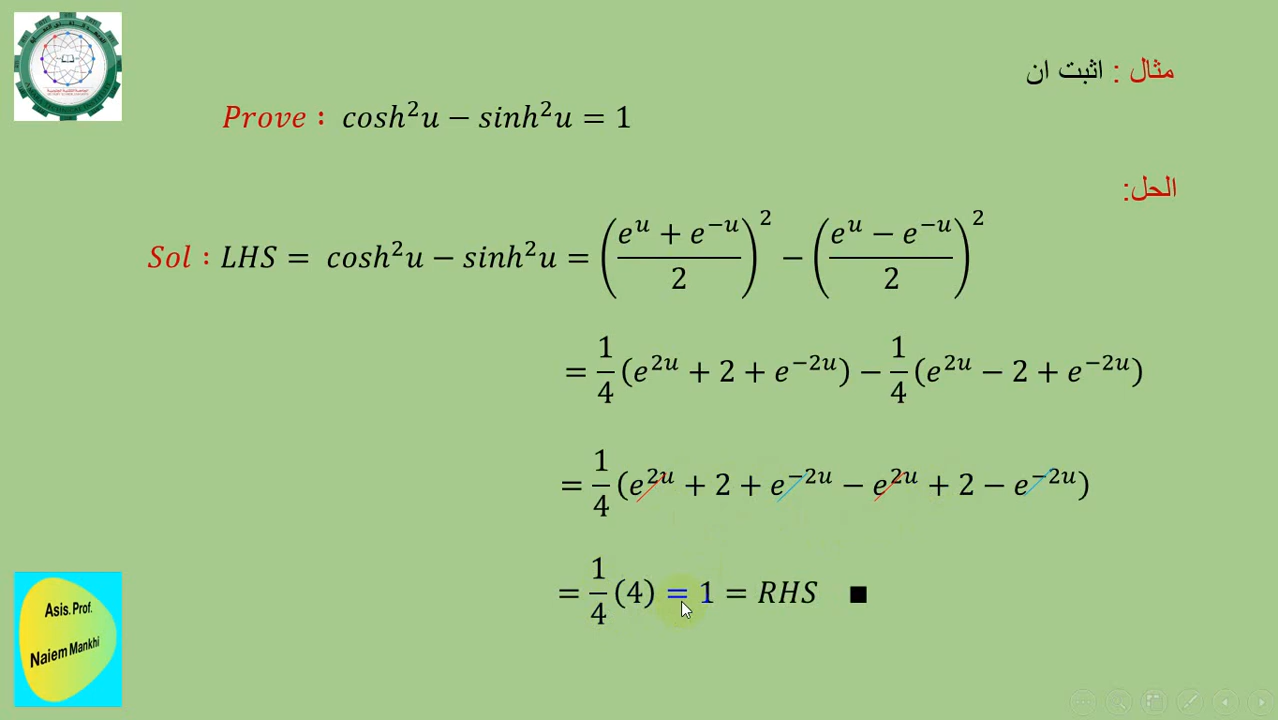 مثال : اثبت ان
Prove : cosh²u − sinh²u = 1
الحل:
Sol : LHS = cosh²u − sinh²u = ((e^u + e^−u)/2)² − ((e^u − e^−u)/2)²
= 1/4 (e^2u + 2 + e^−2u) − 1/4 (e^2u − 2 + e^−2u)
= 1/4 (e^2u + 2 + e^−2u − e^2u + 2 − e^−2u)
= 1/4 (4) = 1 = RHS ■
Asis. Prof.
Naiem Mankhi